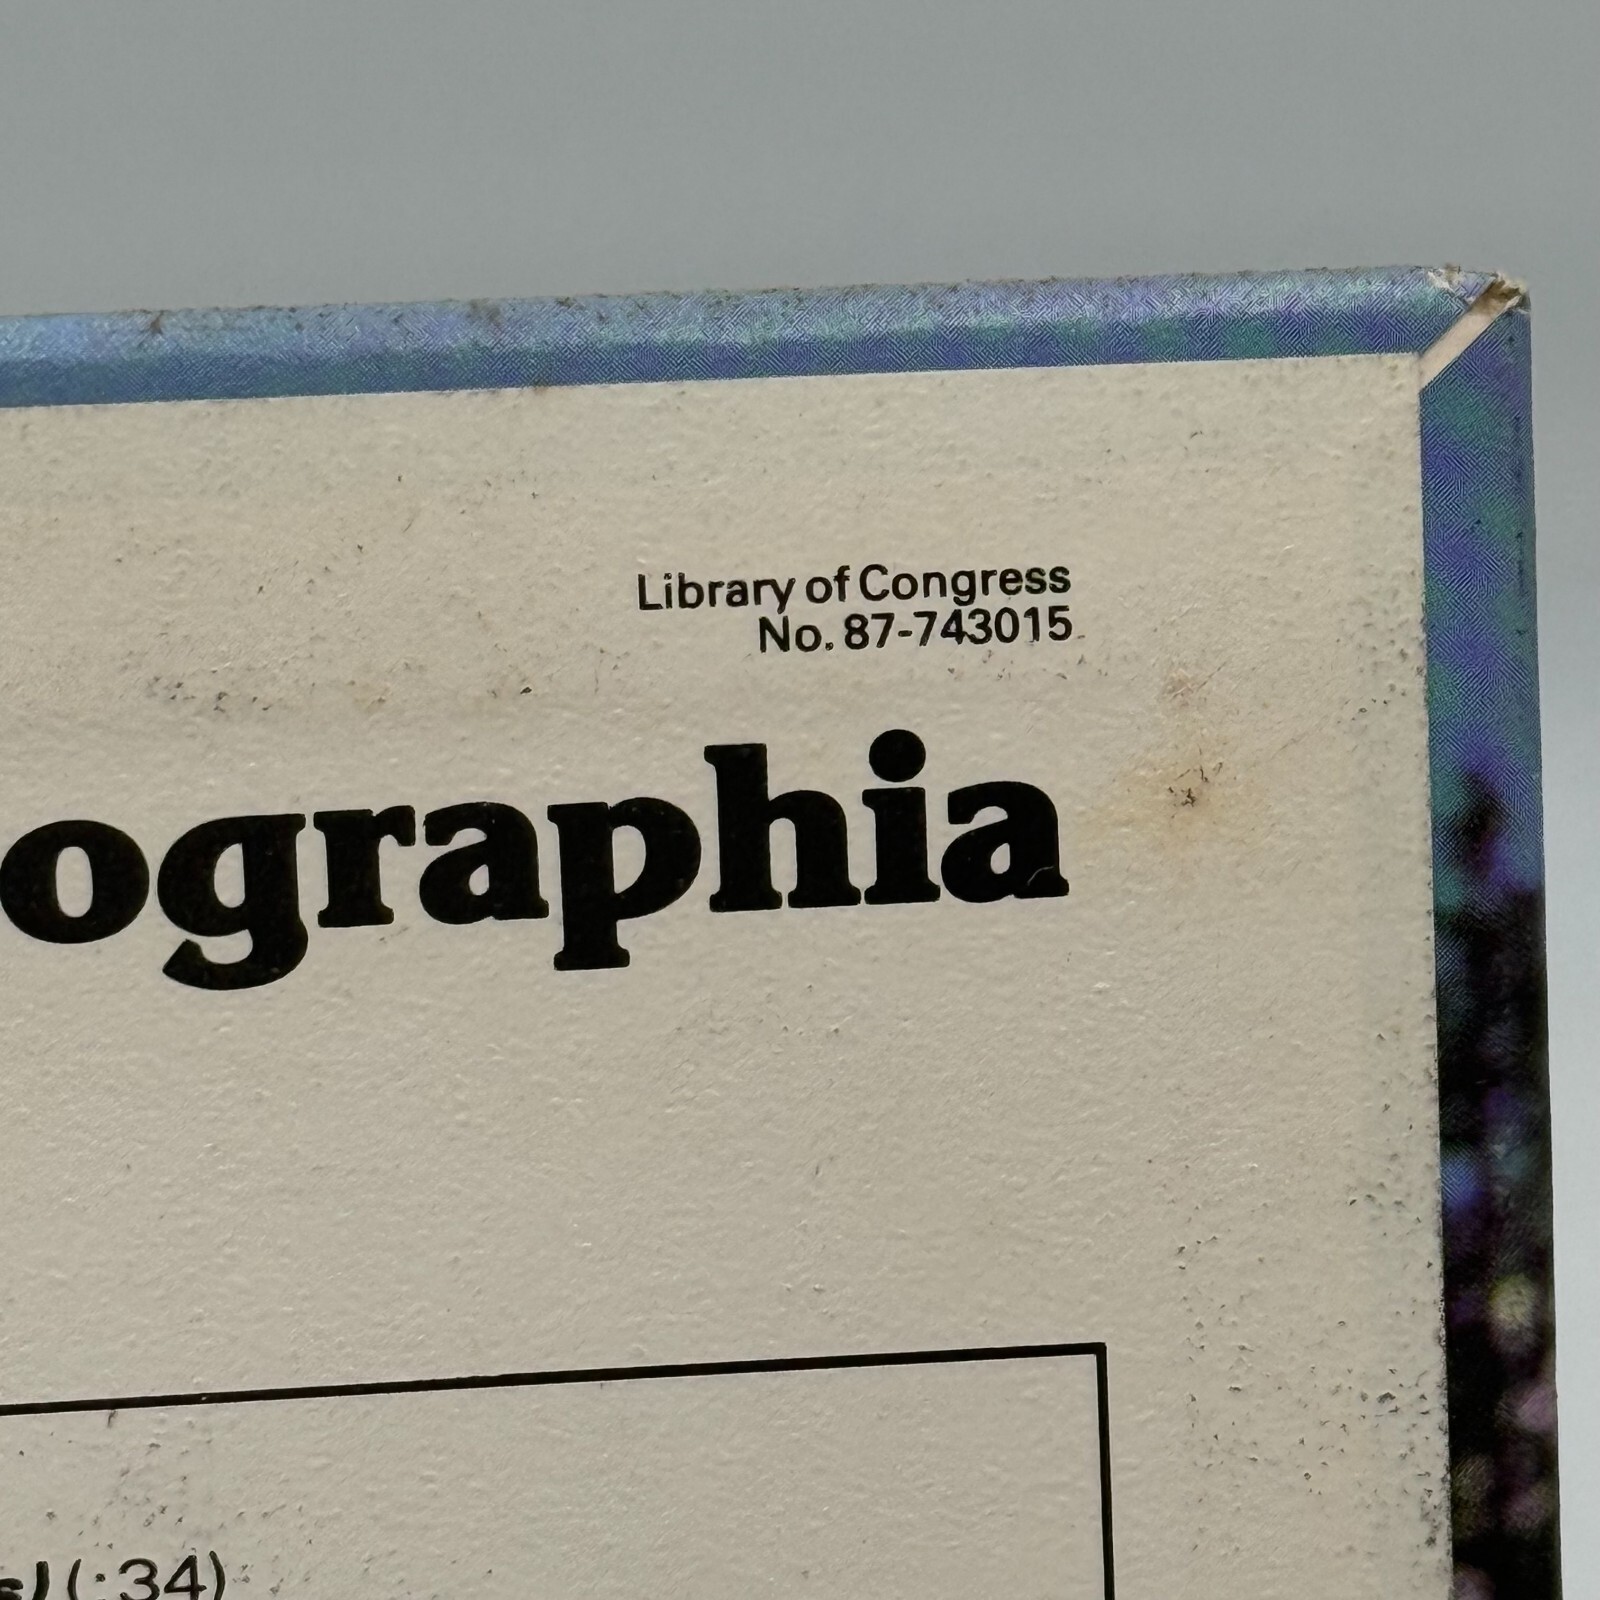 Library of Congress
No. 87-743015
ographia
s) (:34)